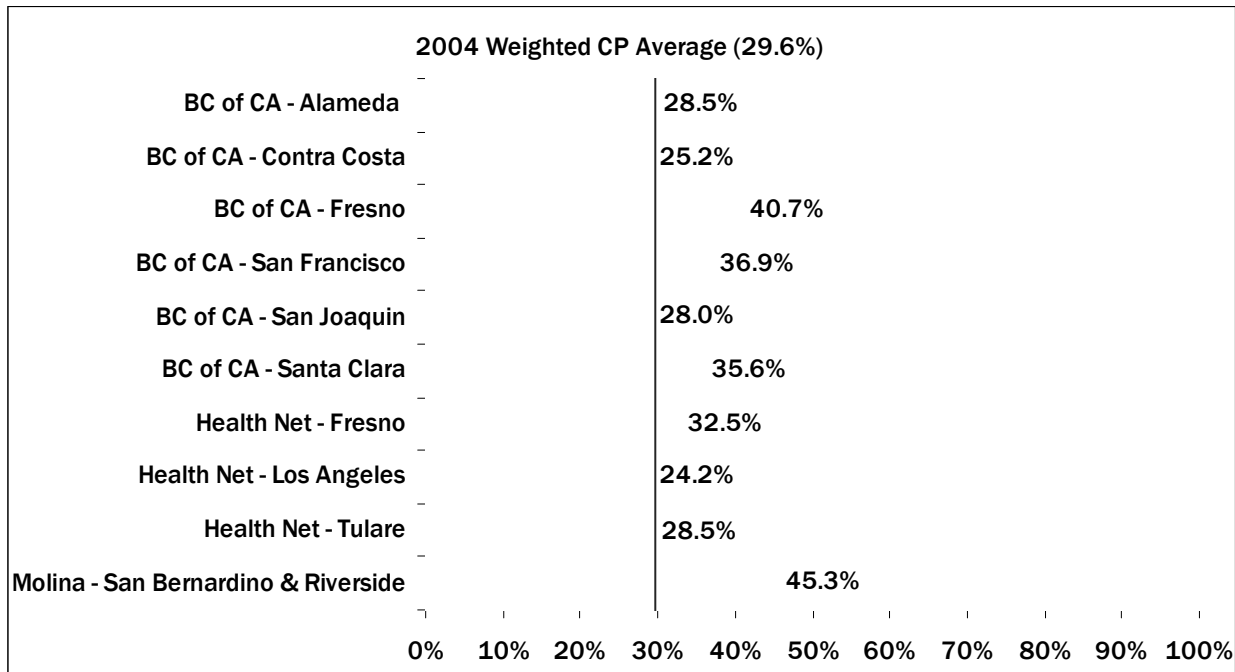 2004 Weighted CP Average (29.6%)
BC of CA - Alameda 28.5%
BC of CA - Contra Costa 25.2%
BC of CA - Fresno 40.7%
BC of CA - San Francisco 36.9%
BC of CA - San Joaquin 28.0%
BC of CA - Santa Clara 35.6%
Health Net - Fresno 32.5%
Health Net - Los Angeles 24.2%
Health Net - Tulare 28.5%
Molina - San Bernardino & Riverside 45.3%
0% 10% 20% 30% 40% 50% 60% 70% 80% 90% 100%